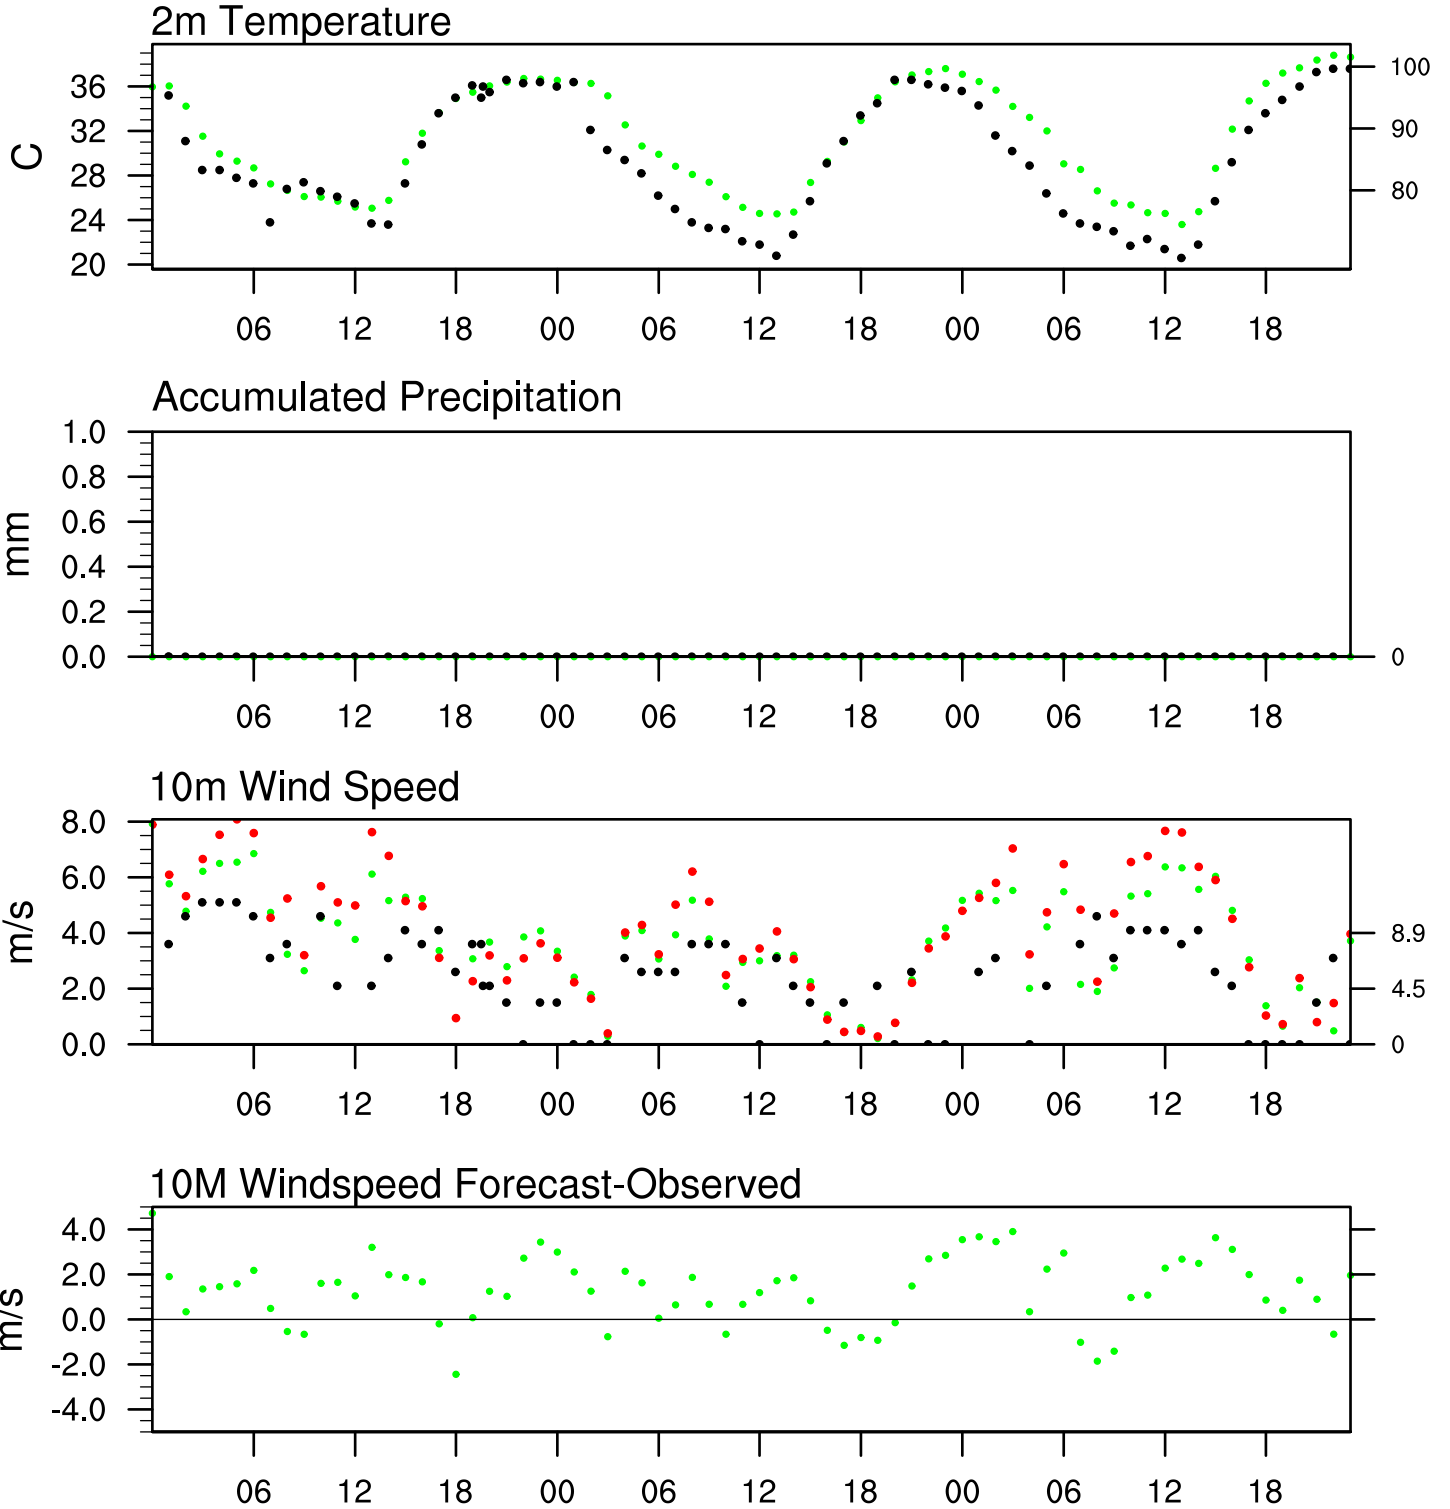 2m Temperature
36
32
28
24
20
C
100
90
80
06 12 18 00 06 12 18 00 06 12 18
Accumulated Precipitation
1.0
0.8
0.6
0.4
0.2
0.0
mm
0
06 12 18 00 06 12 18 00 06 12 18
10m Wind Speed
8.0
6.0
4.0
2.0
0.0
m/s
8.9
4.5
0
06 12 18 00 06 12 18 00 06 12 18
10M Windspeed Forecast-Observed
4.0
2.0
0.0
-2.0
-4.0
m/s
06 12 18 00 06 12 18 00 06 12 18